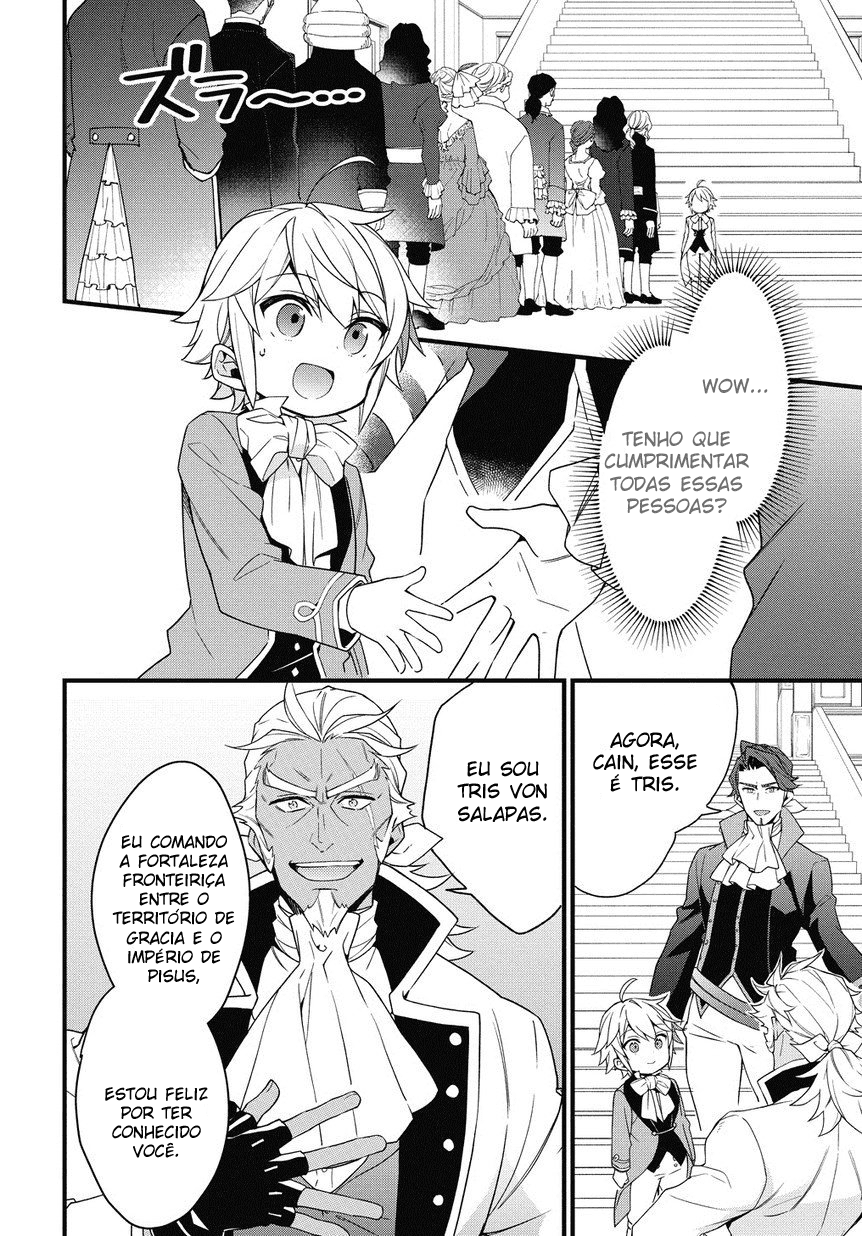 ズラ〜…
WOW...
TENHO QUE
CUMPRIMENTAR
TODAS ESSAS
PESSOAS?
AGORA,
CAIN, ESSE
É TRIS.
EU SOU
TRIS VON
SALAPAS.
EU COMANDO
A FORTALEZA
FRONTEIRIÇA
ENTRE O
TERRITÓRIO DE
GRACIA E O
IMPÉRIO DE
PISUS,
ESTOU FELIZ
POR TER
CONHECIDO
VOCÊ.